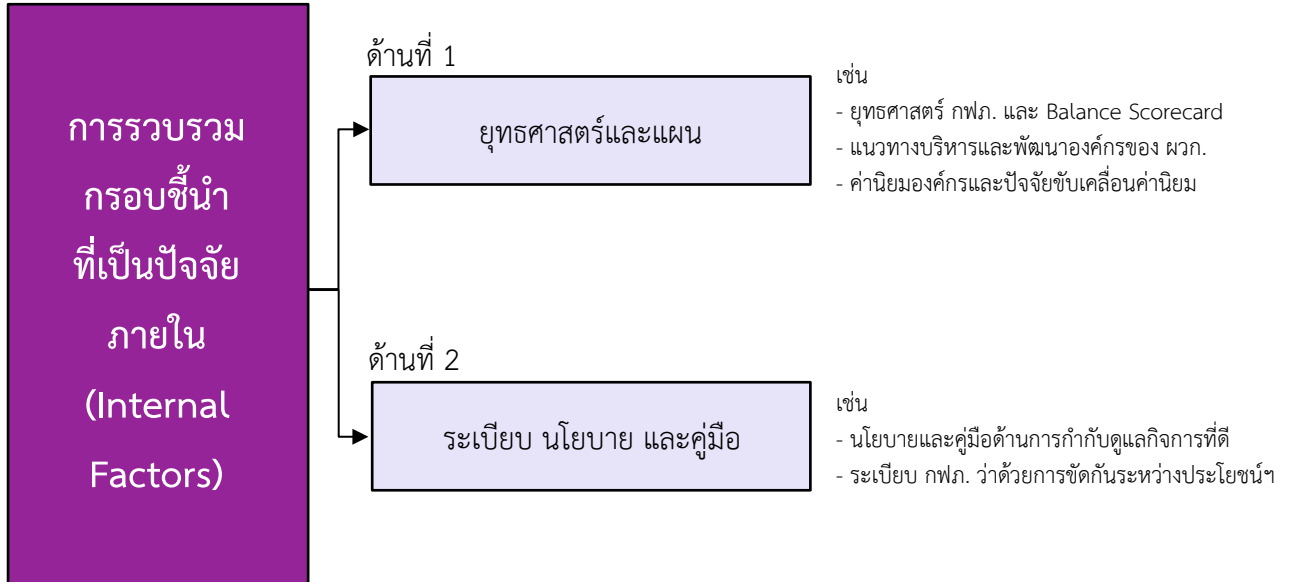 การรวบรวม
กรอบชี้นำ
ที่เป็นปัจจัย
ภายใน
(Internal
Factors)
ด้านที่ 1
ยุทธศาสตร์และแผน
เช่น
- ยุทธศาสตร์ กฟภ. และ Balance Scorecard
- แนวทางบริหารและพัฒนาองค์กรของ ผวก.
- ค่านิยมองค์กรและปัจจัยขับเคลื่อนค่านิยม
ด้านที่ 2
ระเบียบ นโยบาย และคู่มือ
เช่น
- นโยบายและคู่มือด้านการกำกับดูแลกิจการที่ดี
- ระเบียบ กฟภ. ว่าด้วยการขัดกันระหว่างประโยชน์ฯ